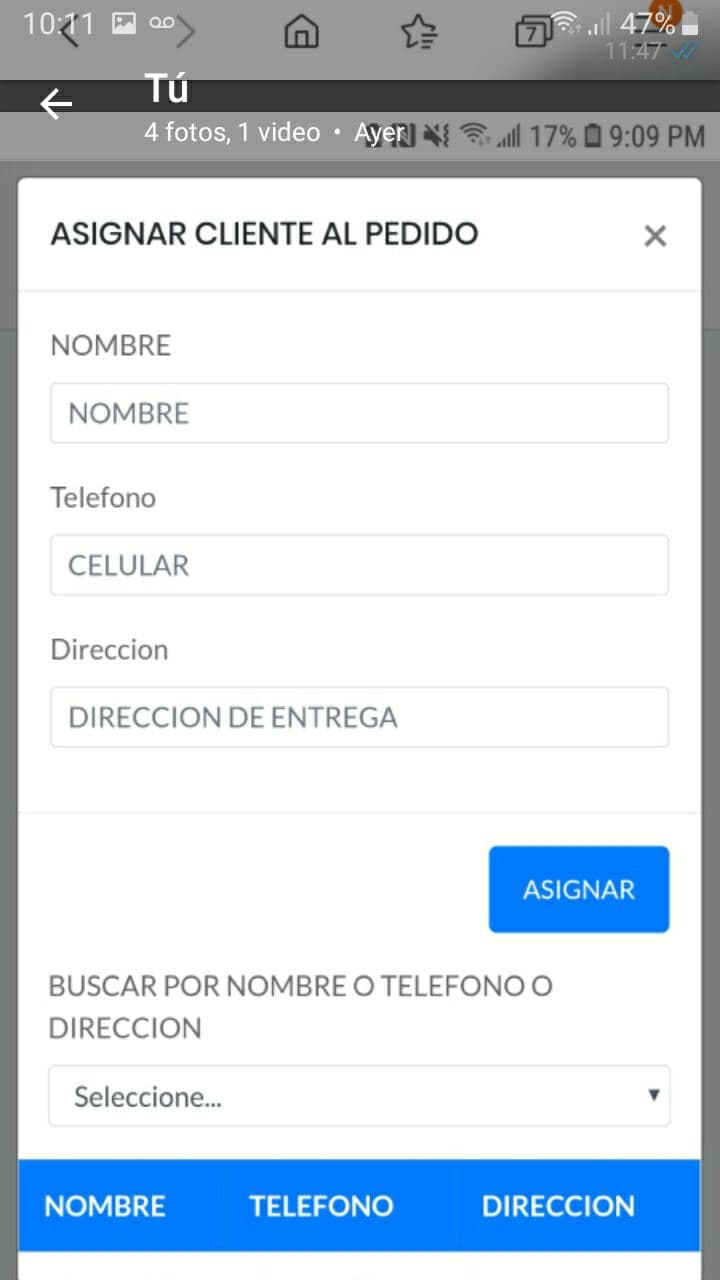 10:11 47%
7
N
11:47
Tú
4 fotos, 1 video • Ayer
17% 9:09 PM
ASIGNAR CLIENTE AL PEDIDO
×
NOMBRE
NOMBRE
Telefono
CELULAR
Direccion
DIRECCION DE ENTREGA
ASIGNAR
BUSCAR POR NOMBRE O TELEFONO O
DIRECCION
Seleccione...
NOMBRE TELEFONO DIRECCION